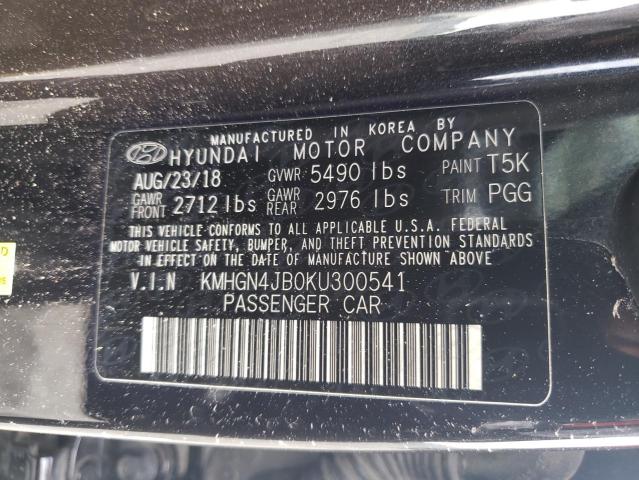 MANUFACTURED IN KOREA BY
HYUNDAI MOTOR COMPANY
AUG/23/18 GVWR 5490 lbs PAINT T5K
GAWR FRONT 2712 lbs GAWR REAR 2976 lbs TRIM PGG
THIS VEHICLE CONFORMS TO ALL APPLICABLE U.S.A. FEDERAL
MOTOR VEHICLE SAFETY, BUMPER, AND THEFT PREVENTION STANDARDS
IN EFFECT ON THE DATE OF MANUFACTURE SHOWN ABOVE
V.I.N KMHGN4JB0KU300541
PASSENGER CAR